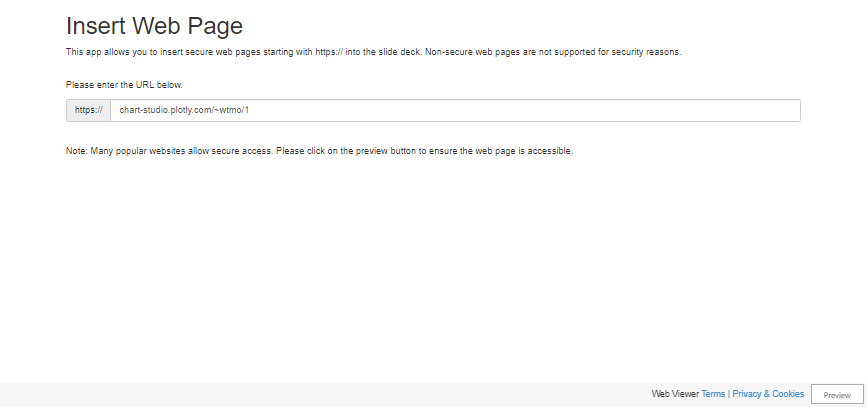 Insert Web Page
This app allows you to insert secure web pages starting with https:// into the slide deck. Non-secure web pages are not supported for security reasons.
Please enter the URL below.
https:// chart-studio.plotly.com/~wtmo/1
Note: Many popular websites allow secure access. Please click on the preview button to ensure the web page is accessible.
Web Viewer Terms | Privacy & Cookies Preview